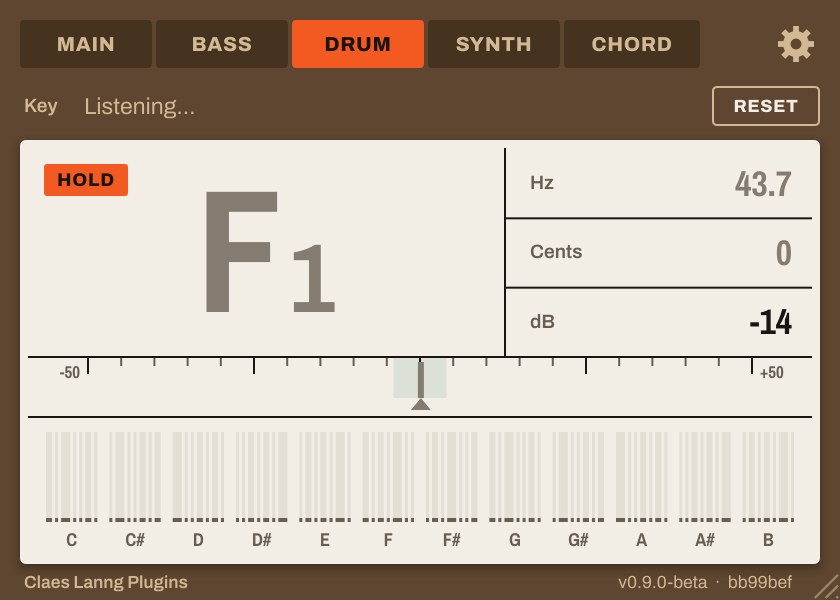 MAIN BASS DRUM SYNTH CHORD
Key Listening... RESET
HOLD
F1
Hz 43.7
Cents 0
dB -14
-50 +50
C C# D D# E F F# G G# A A# B
Claes Lanng Plugins v0.9.0-beta · bb99bef